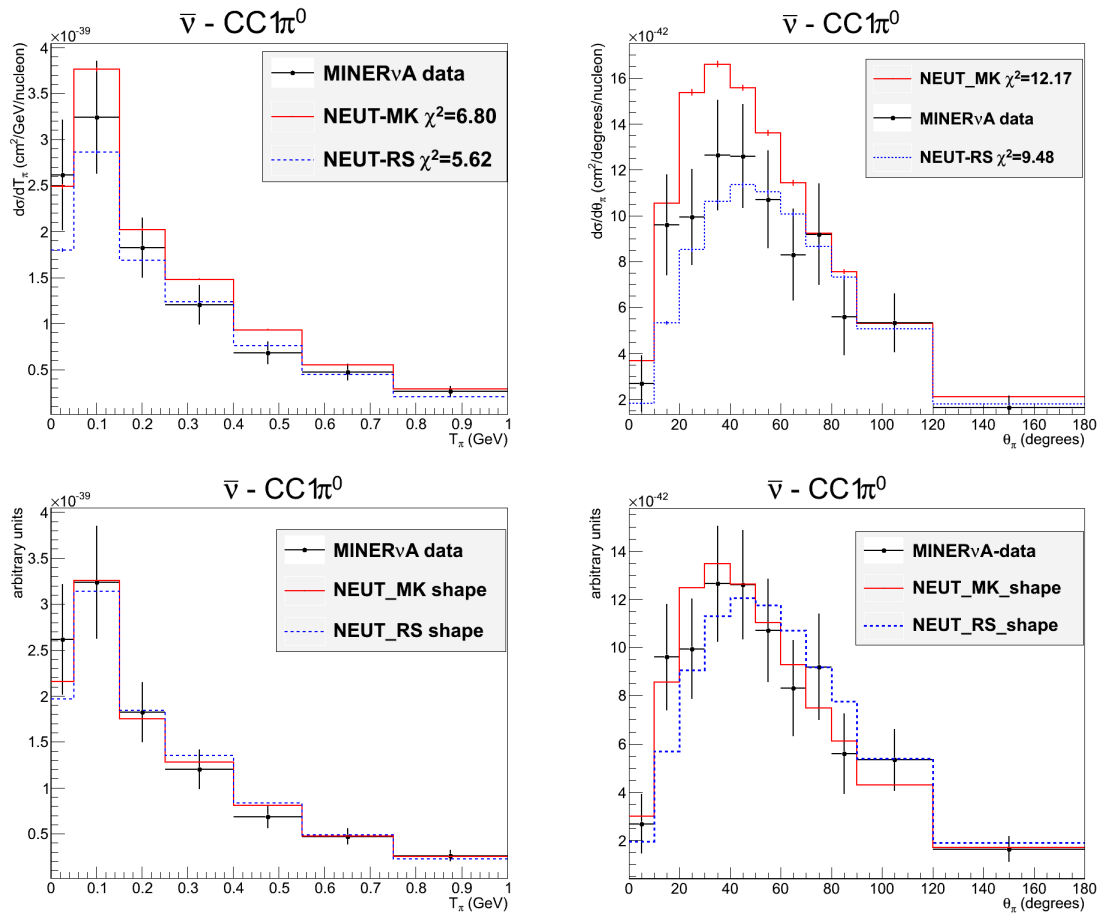 ν̅ - CC1π⁰
×10⁻³⁹
dσ/dT_π (cm²/GeV/nucleon)
4
3.5
3
2.5
2
1.5
1
0.5
MINERνA data
NEUT-MK χ²=6.80
NEUT-RS χ²=5.62
0 0.1 0.2 0.3 0.4 0.5 0.6 0.7 0.8 0.9 1
T_π (GeV)
ν̅ - CC1π⁰
×10⁻⁴²
dσ/dθ_π (cm²/degrees/nucleon)
16
14
12
10
8
6
4
2
NEUT_MK χ²=12.17
MINERνA data
NEUT-RS χ²=9.48
0 20 40 60 80 100 120 140 160 180
θ_π (degrees)
ν̅ - CC1π⁰
×10⁻³⁹
arbitrary units
4
3.5
3
2.5
2
1.5
1
0.5
MINERνA data
NEUT_MK shape
NEUT_RS shape
0 0.1 0.2 0.3 0.4 0.5 0.6 0.7 0.8 0.9 1
T_π (GeV)
ν̅ - CC1π⁰
×10⁻⁴²
arbitrary units
14
12
10
8
6
4
2
MINERνA-data
NEUT_MK_shape
NEUT_RS_shape
0 20 40 60 80 100 120 140 160 180
θ_π (degrees)